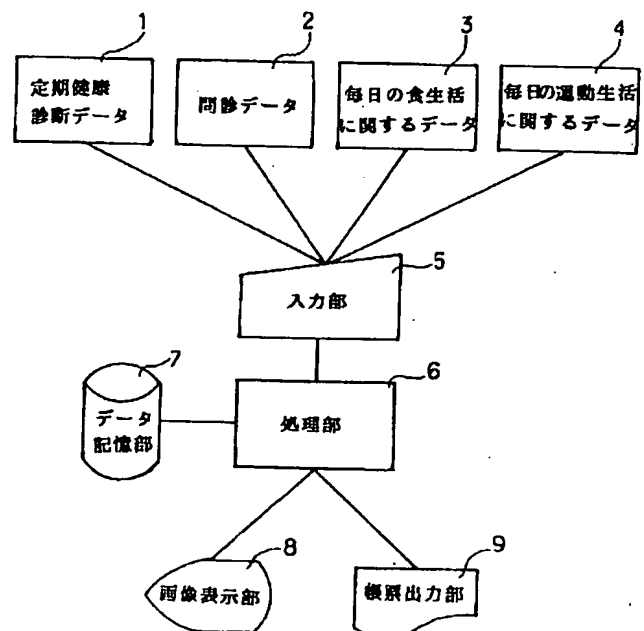 1
2
3
4
定期健康
診断データ
問診データ
毎日の食生活
に関するデータ
毎日の運動生活
に関するデータ
5
入力部
7
6
データ
記憶部
処理部
8
9
画像表示部
帳票出力部